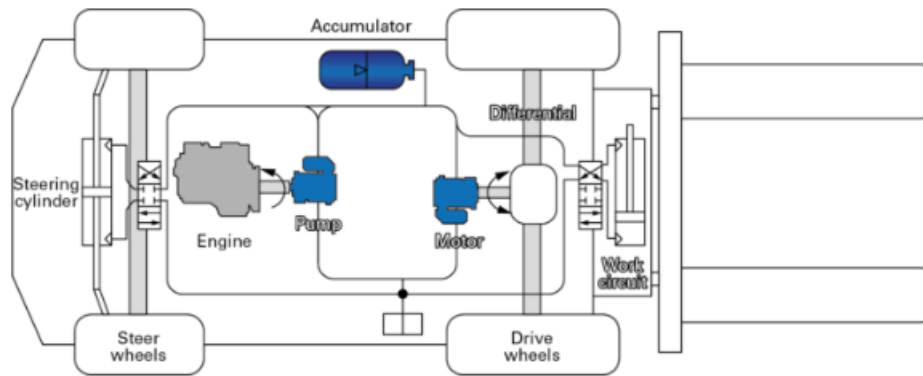 Accumulator
Differential
Steering
cylinder
Engine
Pump
Motor
Work
circuit
Steer
wheels
Drive
wheels